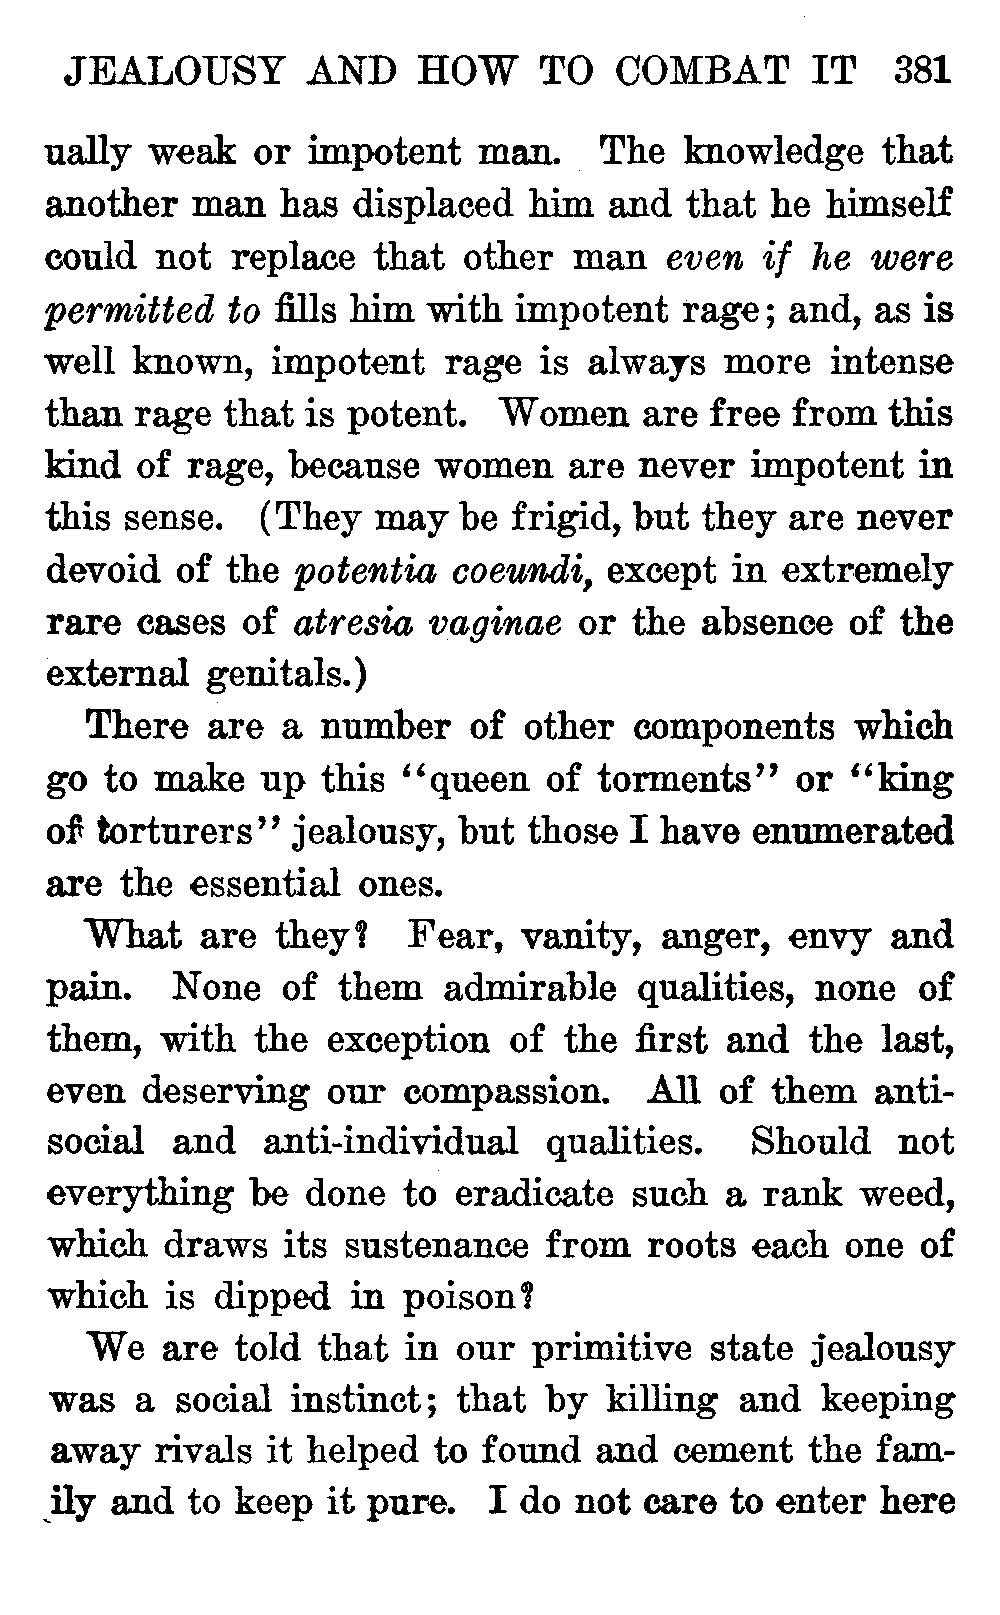 JEALOUSY AND HOW TO COMBAT IT 381
ually weak or impotent man. The knowledge that
another man has displaced him and that he himself
could not replace that other man even if he were
permitted to fills him with impotent rage; and, as is
well known, impotent rage is always more intense
than rage that is potent. Women are free from this
kind of rage, because women are never impotent in
this sense. (They may be frigid, but they are never
devoid of the potentia coeundi, except in extremely
rare cases of atresia vaginae or the absence of the
external genitals.)
There are a number of other components which
go to make up this “queen of torments” or “king
of torturers” jealousy, but those I have enumerated
are the essential ones.
What are they? Fear, vanity, anger, envy and
pain. None of them admirable qualities, none of
them, with the exception of the first and the last,
even deserving our compassion. All of them anti-
social and anti-individual qualities. Should not
everything be done to eradicate such a rank weed,
which draws its sustenance from roots each one of
which is dipped in poison?
We are told that in our primitive state jealousy
was a social instinct; that by killing and keeping
away rivals it helped to found and cement the fam-
ily and to keep it pure. I do not care to enter here